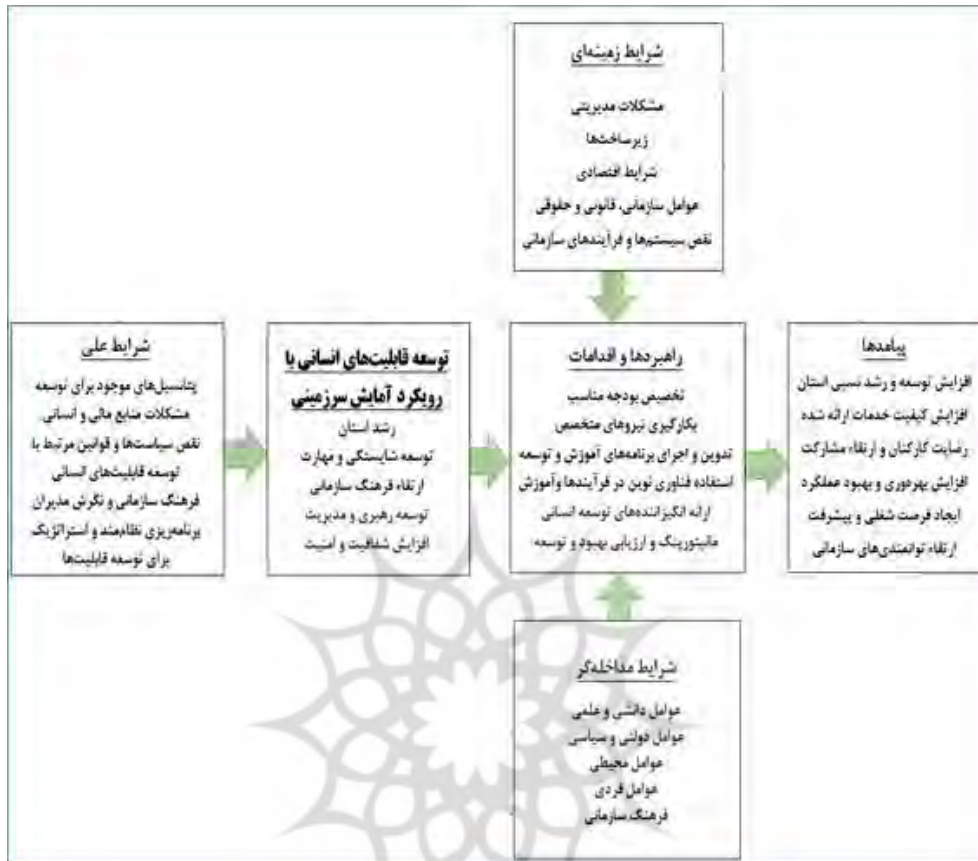 شرایط زمینه‌ای
مشکلات مدیریتی
زیرساخت‌ها
شرایط اقتصادی
عوامل سازمانی، قانونی و حقوقی
نقص سیستم‌ها و فرآیندهای سازمانی
شرایط علی
پتانسیل‌های موجود برای توسعه
مشکلات منابع مالی و انسانی
نقص سیاست‌ها و قوانین مرتبط با
توسعه قابلیت‌های انسانی
فرهنگ سازمانی و نگرش مدیران
برنامه‌ریزی نظام‌مند و استراتژیک
برای توسعه قابلیت‌ها
توسعه قابلیت‌های انسانی با
رویکرد آمایش سرزمینی
رشد استان
توسعه شایستگی و مهارت
ارتقاء فرهنگ سازمانی
توسعه رهبری و مدیریت
افزایش شفافیت و امنیت
راهبردها و اقدامات
تخصیص بودجه مناسب
بکارگیری نیروهای متخصص
تدوین و اجرای برنامه‌های آموزش و توسعه
استفاده فناوری نوین در فرآیندها وآموزش
ارائه انگیزاننده‌های توسعه انسانی
مانیتورینگ و ارزیابی بهبود و توسعه
پیامدها
افزایش توسعه و رشد نسبی استان
افزایش کیفیت خدمات ارائه شده
رضایت کارکنان و ارتقاء مشارکت
افزایش بهره‌وری و بهبود عملکرد
ایجاد فرصت شغلی و پیشرفت
ارتقاء توانمندی‌های سازمانی
شرایط مداخله‌گر
عوامل دانشی و علمی
عوامل دولتی و سیاسی
عوامل محیطی
عوامل فردی
فرهنگ سازمانی